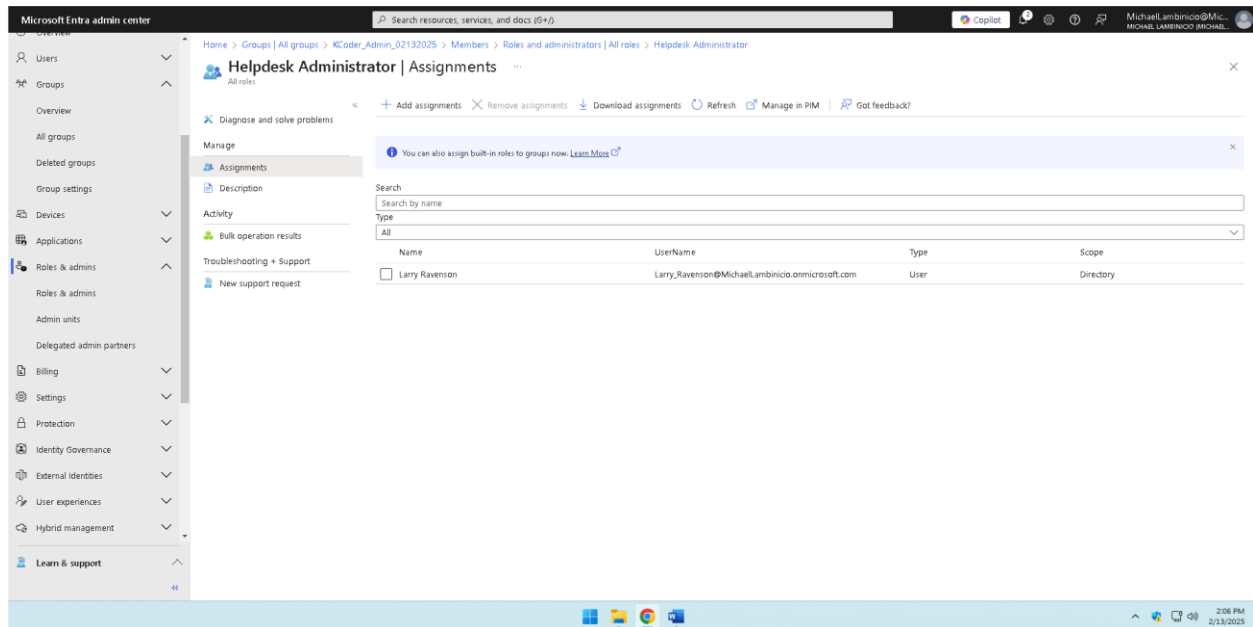 Microsoft Entra admin center
Search resources, services, and docs (G+/)
Copilot
2
MichaelLambinicio@Mic...
MICHAEL LAMBINICIO (MICHAEL...
Overview
Users
Groups
Overview
All groups
Deleted groups
Group settings
Devices
Applications
Roles & admins
Roles & admins
Admin units
Delegated admin partners
Billing
Settings
Protection
Identity Governance
External Identities
User experiences
Hybrid management
Learn & support
Home > Groups | All groups > KCoder_Admin_02132025 > Members > Roles and administrators | All roles > Helpdesk Administrator
Helpdesk Administrator | Assignments ...
All roles
Diagnose and solve problems
Manage
Assignments
Description
Activity
Bulk operation results
Troubleshooting + Support
New support request
Add assignments Remove assignments Download assignments Refresh Manage in PIM Got feedback?
You can also assign built-in roles to groups now. Learn More
Search
Search by name
Type
All
Name UserName Type Scope
Larry Ravenson Larry_Ravenson@MichaelLambinicio.onmicrosoft.com User Directory
2:06 PM
2/13/2025